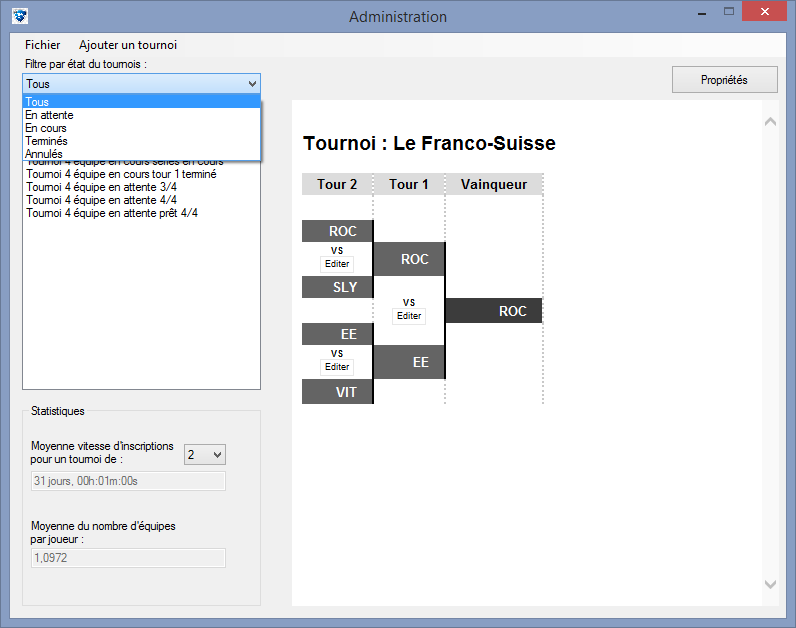 Administration
Fichier Ajouter un tournoi
Filtre par état du tournois :
Tous
Propriétés
Tous
En attente
En cours
Terminés
Annulés
Tournoi 4 équipe en cours séries en cours
Tournoi 4 équipe en cours tour 1 terminé
Tournoi 4 équipe en attente 3/4
Tournoi 4 équipe en attente 4/4
Tournoi 4 équipe en attente prêt 4/4
Tournoi : Le Franco-Suisse
Tour 2 Tour 1 Vainqueur
ROC
VS
Editer
ROC
SLY
VS
Editer
ROC
EE
VS
Editer
EE
VIT
Statistiques
Moyenne vitesse d'inscriptions
pour un tournoi de :
2
31 jours, 00h:01m:00s
Moyenne du nombre d'équipes
par joueur :
1,0972